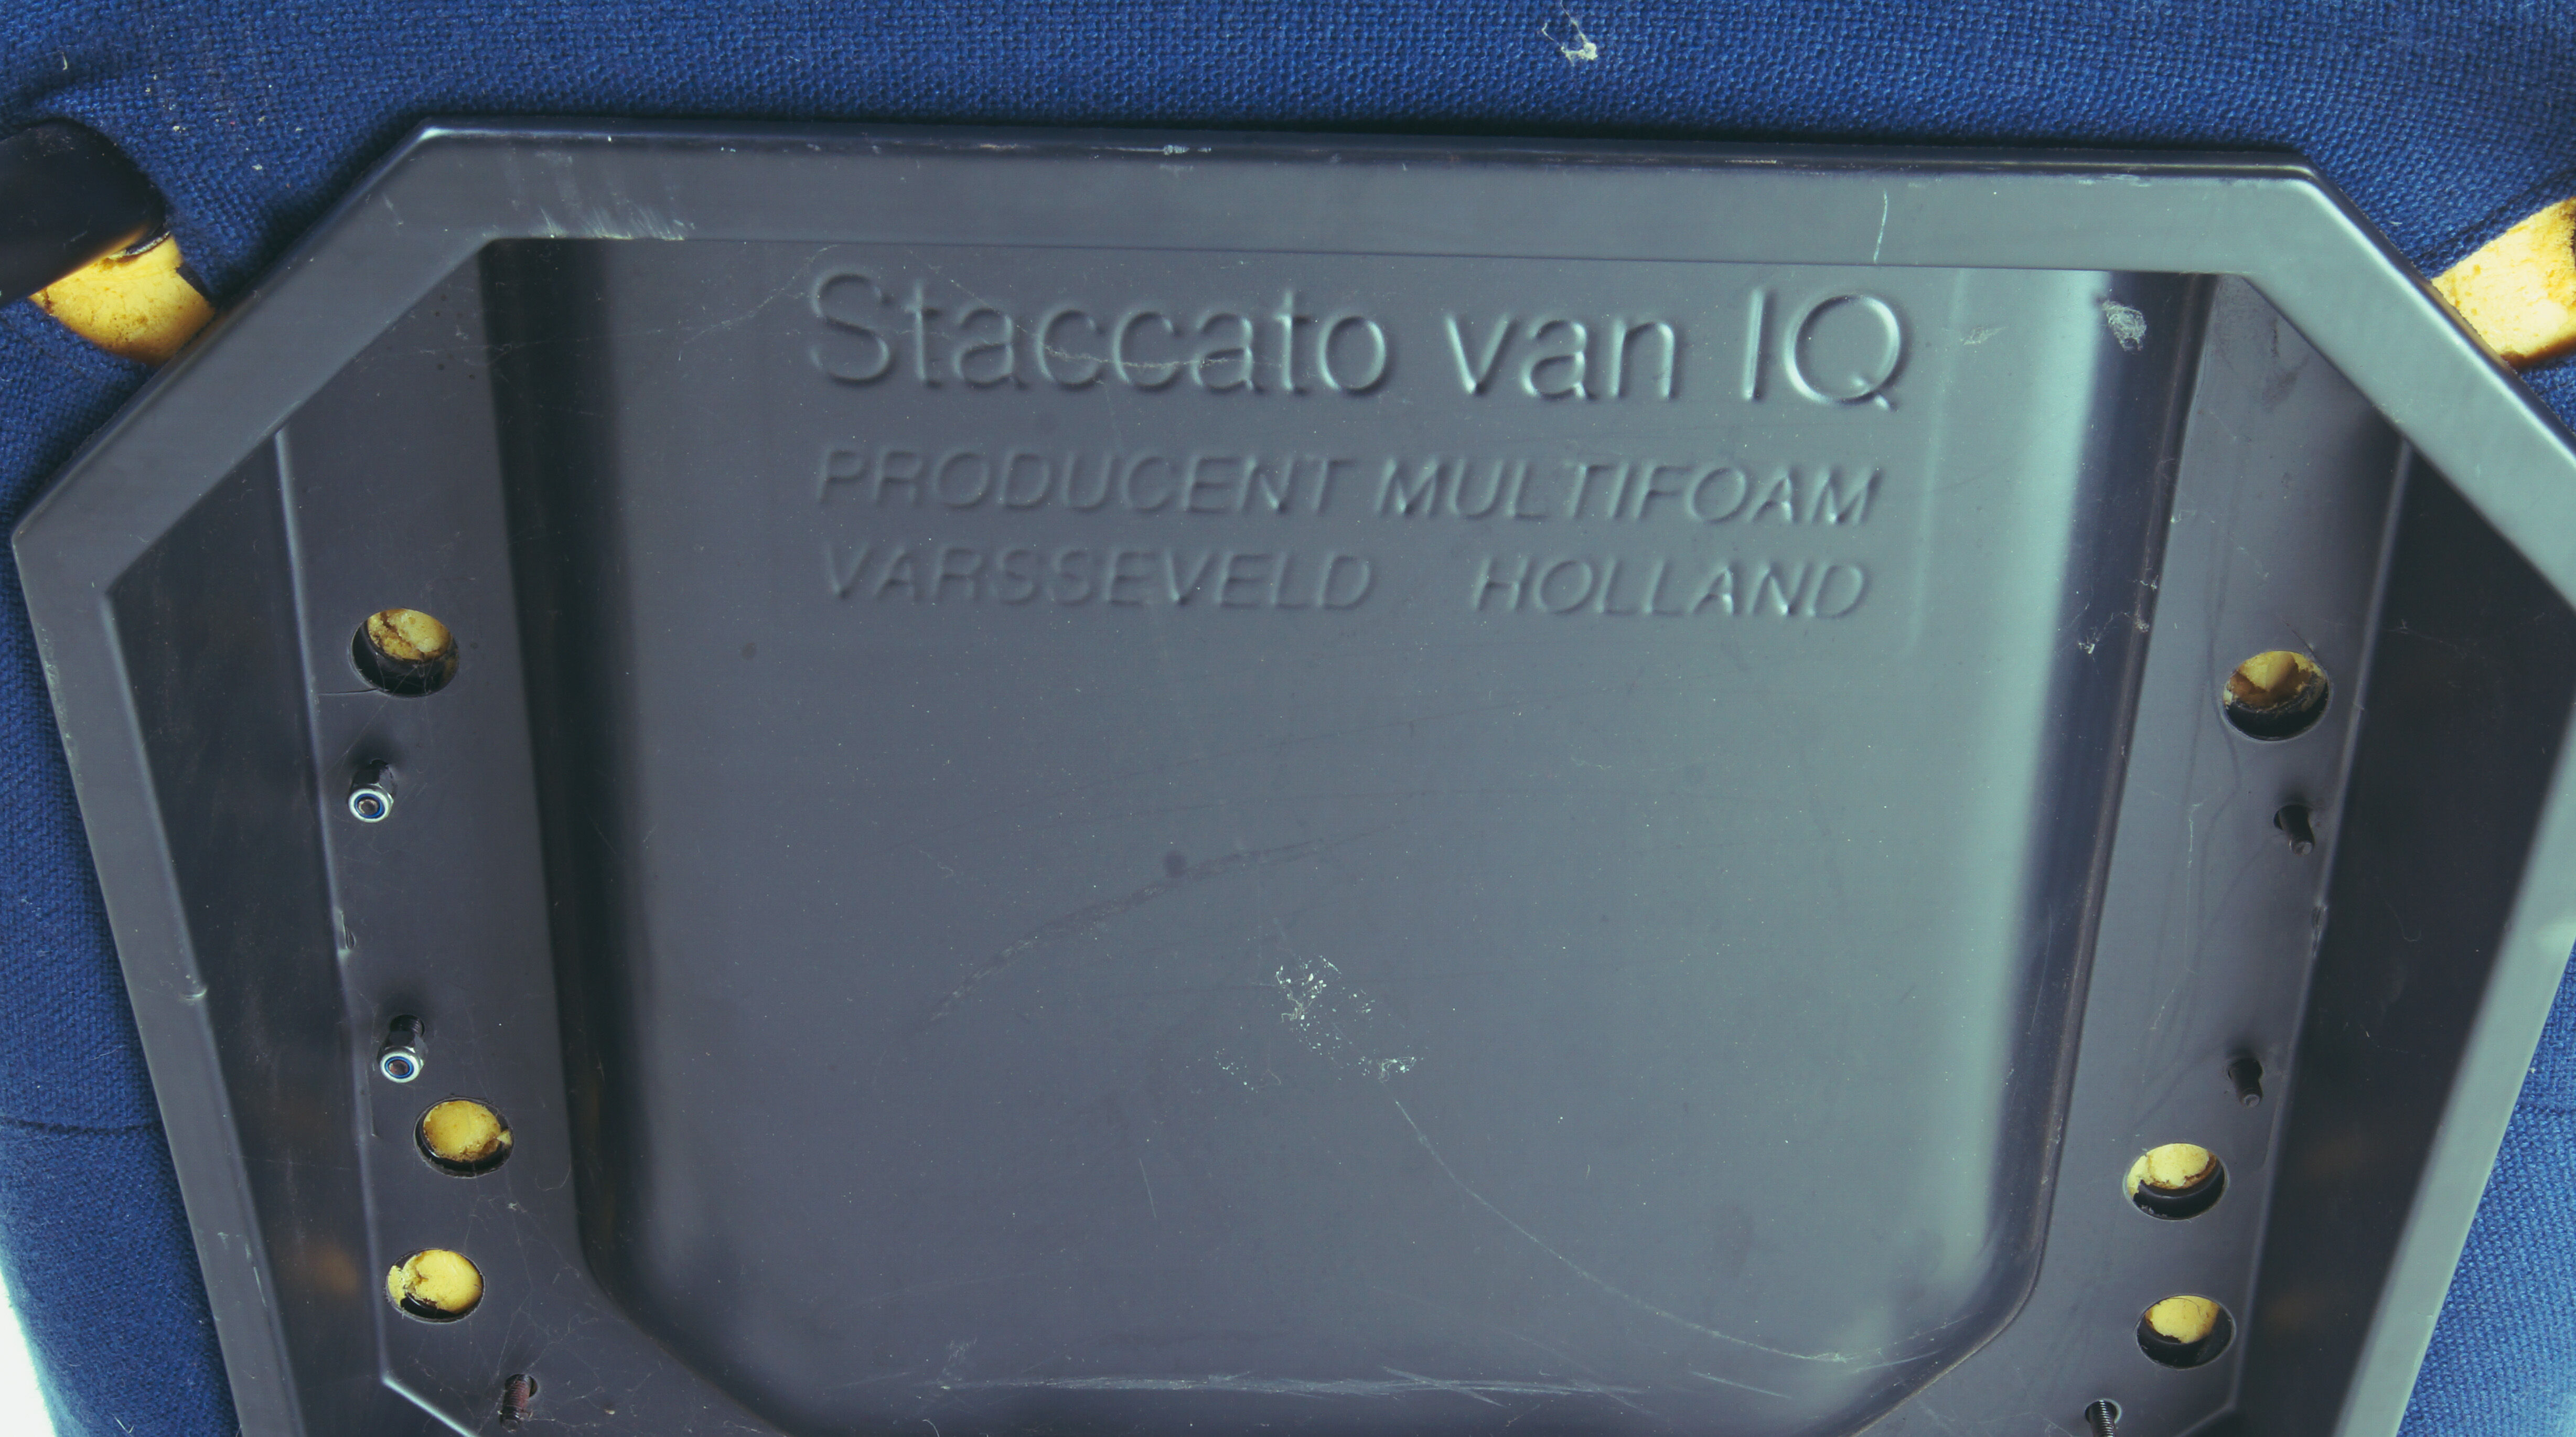 Staccato van IQ
PRODUCENT MULTIFOAM
VARSSEVELD HOLLAND